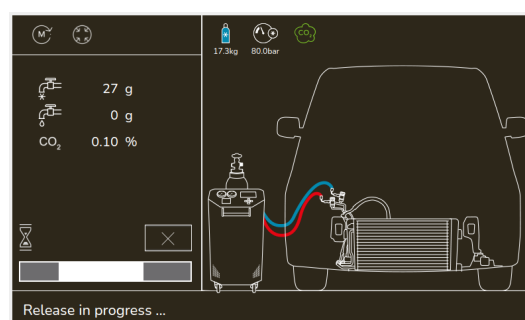 M
17.3kg 80.0bar CO₂
27 g
0 g
CO₂ 0.10 %
Release in progress ...